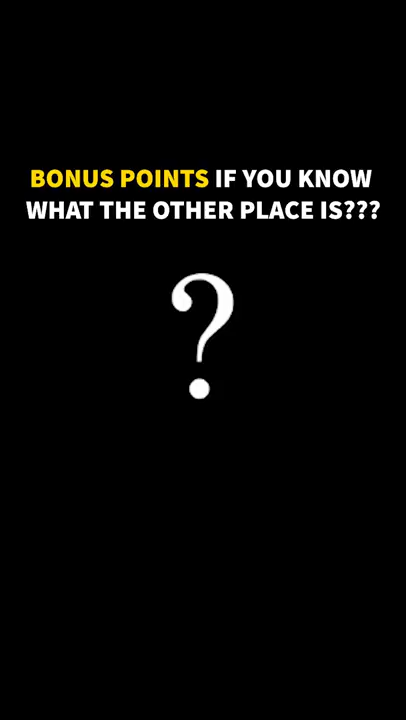 BONUS POINTS IF YOU KNOW
WHAT THE OTHER PLACE IS???
?